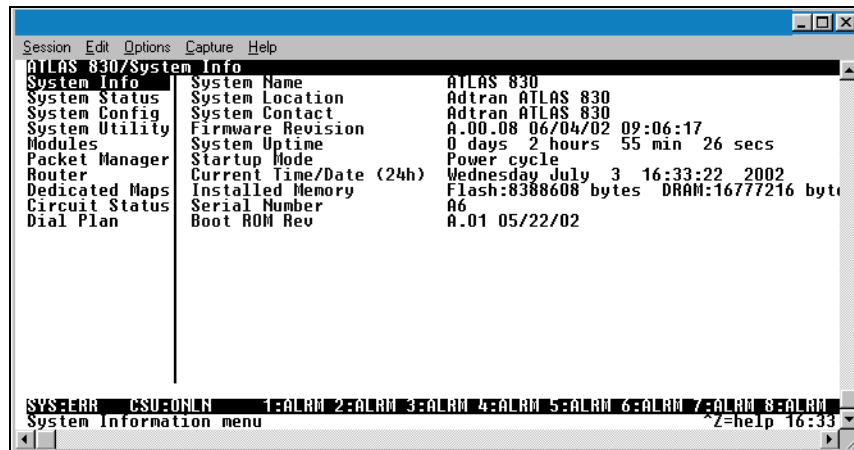 Session Edit Options Capture Help
ATLAS 830/System Info
System Info System Name ATLAS 830
System Status System Location Adtran ATLAS 830
System Config System Contact Adtran ATLAS 830
System Utility Firmware Revision A.00.08 06/04/02 09:06:17
Modules System Uptime 0 days 2 hours 55 min 26 secs
Packet Manager Startup Mode Power cycle
Router Current Time/Date (24h) Wednesday July 3 16:33:22 2002
Dedicated Maps Installed Memory Flash:8388608 bytes DRAM:16777216 byte
Circuit Status Serial Number A6
Dial Plan Boot ROM Rev A.01 05/22/02
SYS:ERR CSU:ONLN 1:ALRM 2:ALRM 3:ALRM 4:ALRM 5:ALRM 6:ALRM 7:ALRM 8:ALRM
System Information menu ^Z=help 16:33